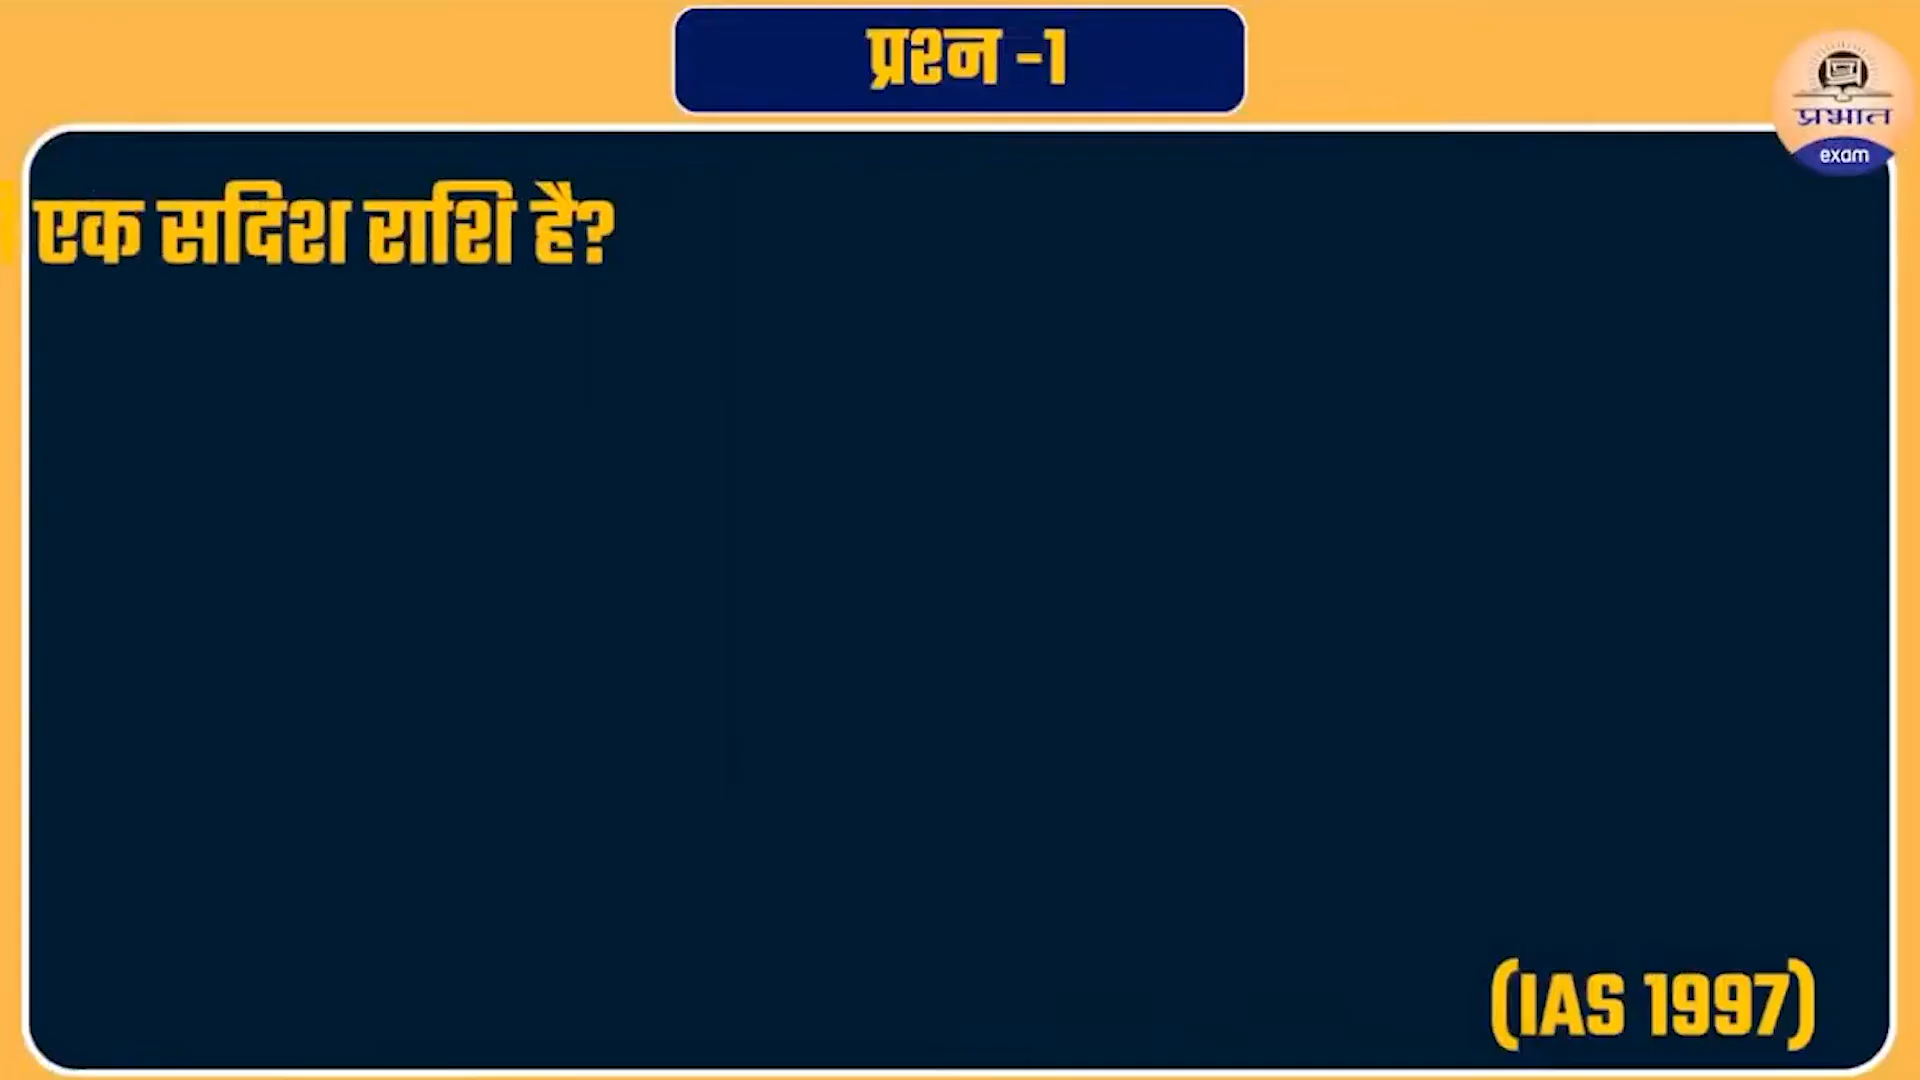 प्रश्न -1
प्रभात
exam
एक सदिश राशि है?
(IAS 1997)